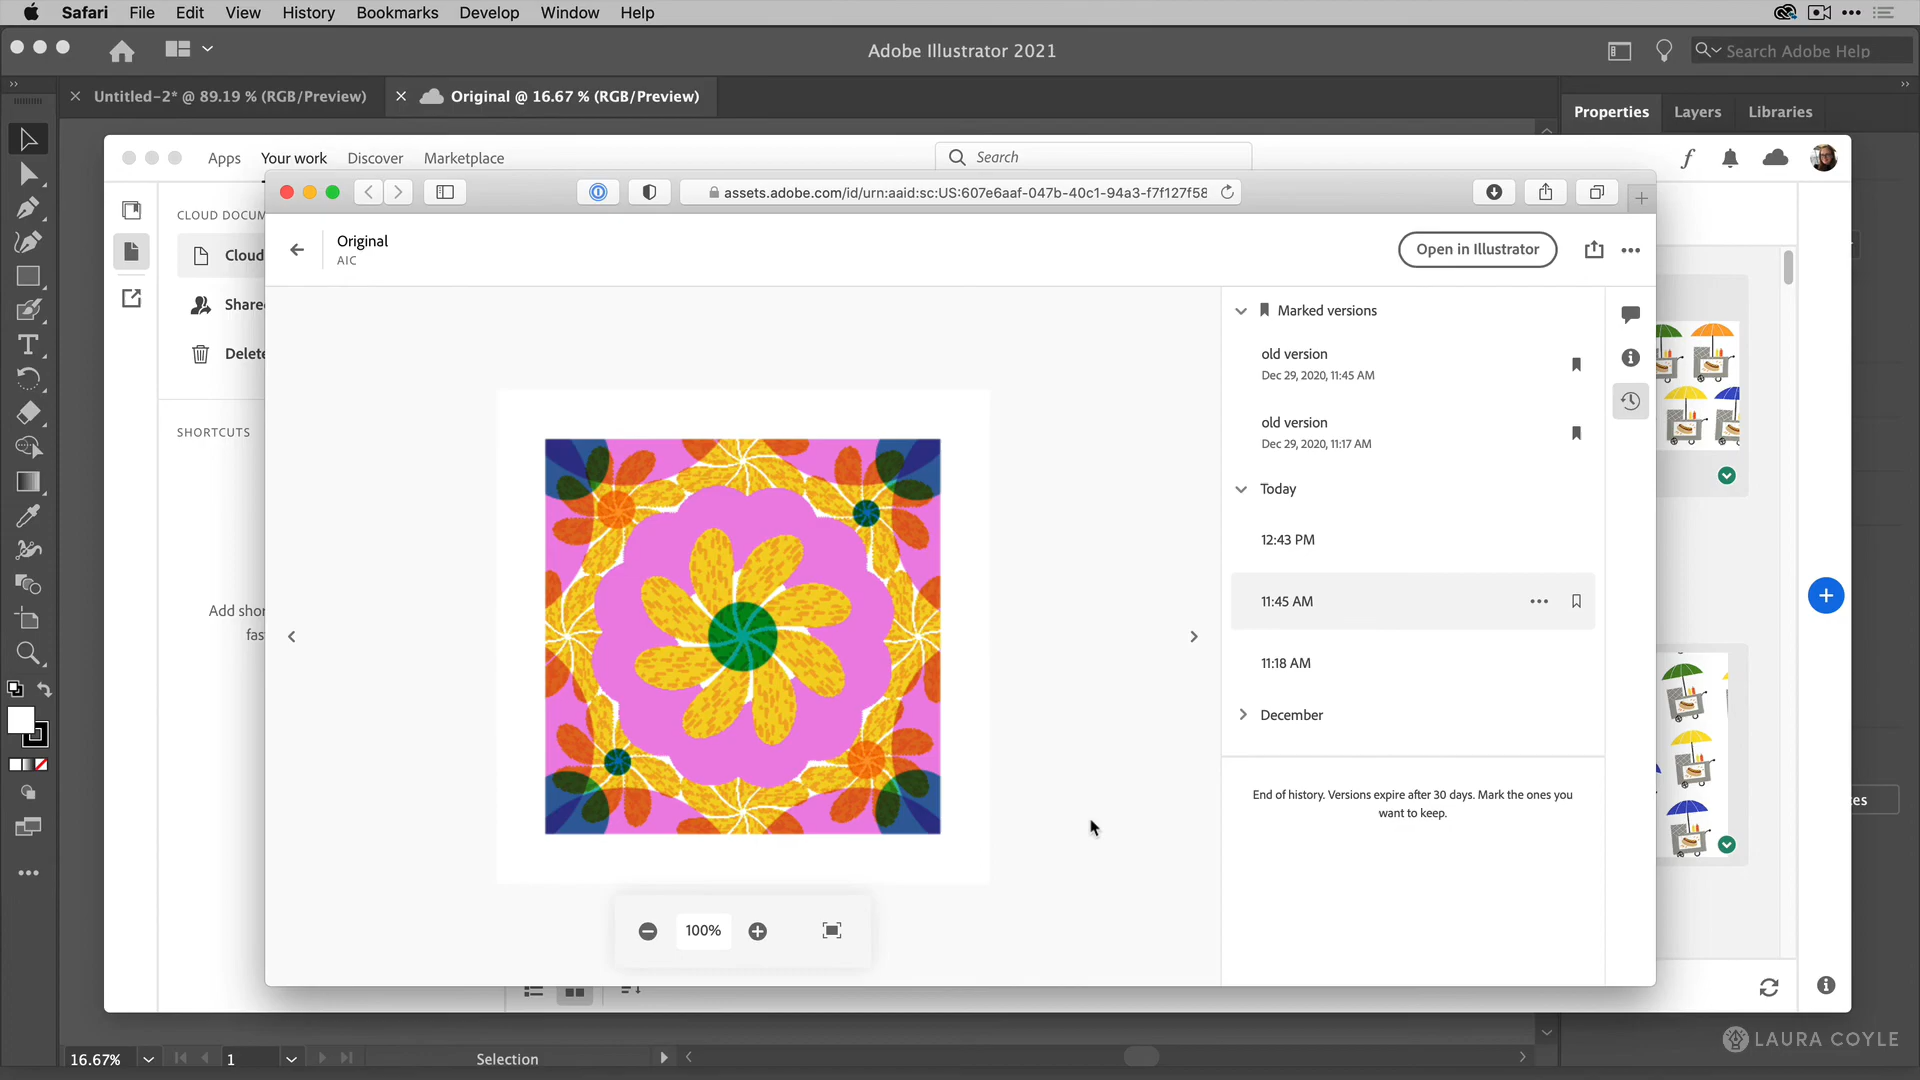 Safari File Edit View History Bookmarks Develop Window Help
Adobe Illustrator 2021
Search Adobe Help
Untitled-2* @ 89.19 % (RGB/Preview)
Original @ 16.67 % (RGB/Preview)
Properties Layers Libraries
Apps Your work Discover Marketplace
Search
assets.adobe.com/id/urn:aaid:sc:US:607e6aaf-047b-40c1-94a3-f7f127f58
CLOUD DOCUM
Cloud
Share
Delete
SHORTCUTS
Add shor
fas
Original
AIC
Open in Illustrator
Marked versions
old version
Dec 29, 2020, 11:45 AM
old version
Dec 29, 2020, 11:17 AM
Today
12:43 PM
11:45 AM
11:18 AM
December
End of history. Versions expire after 30 days. Mark the ones you
want to keep.
100%
16.67%
1
Selection
LAURA COYLE